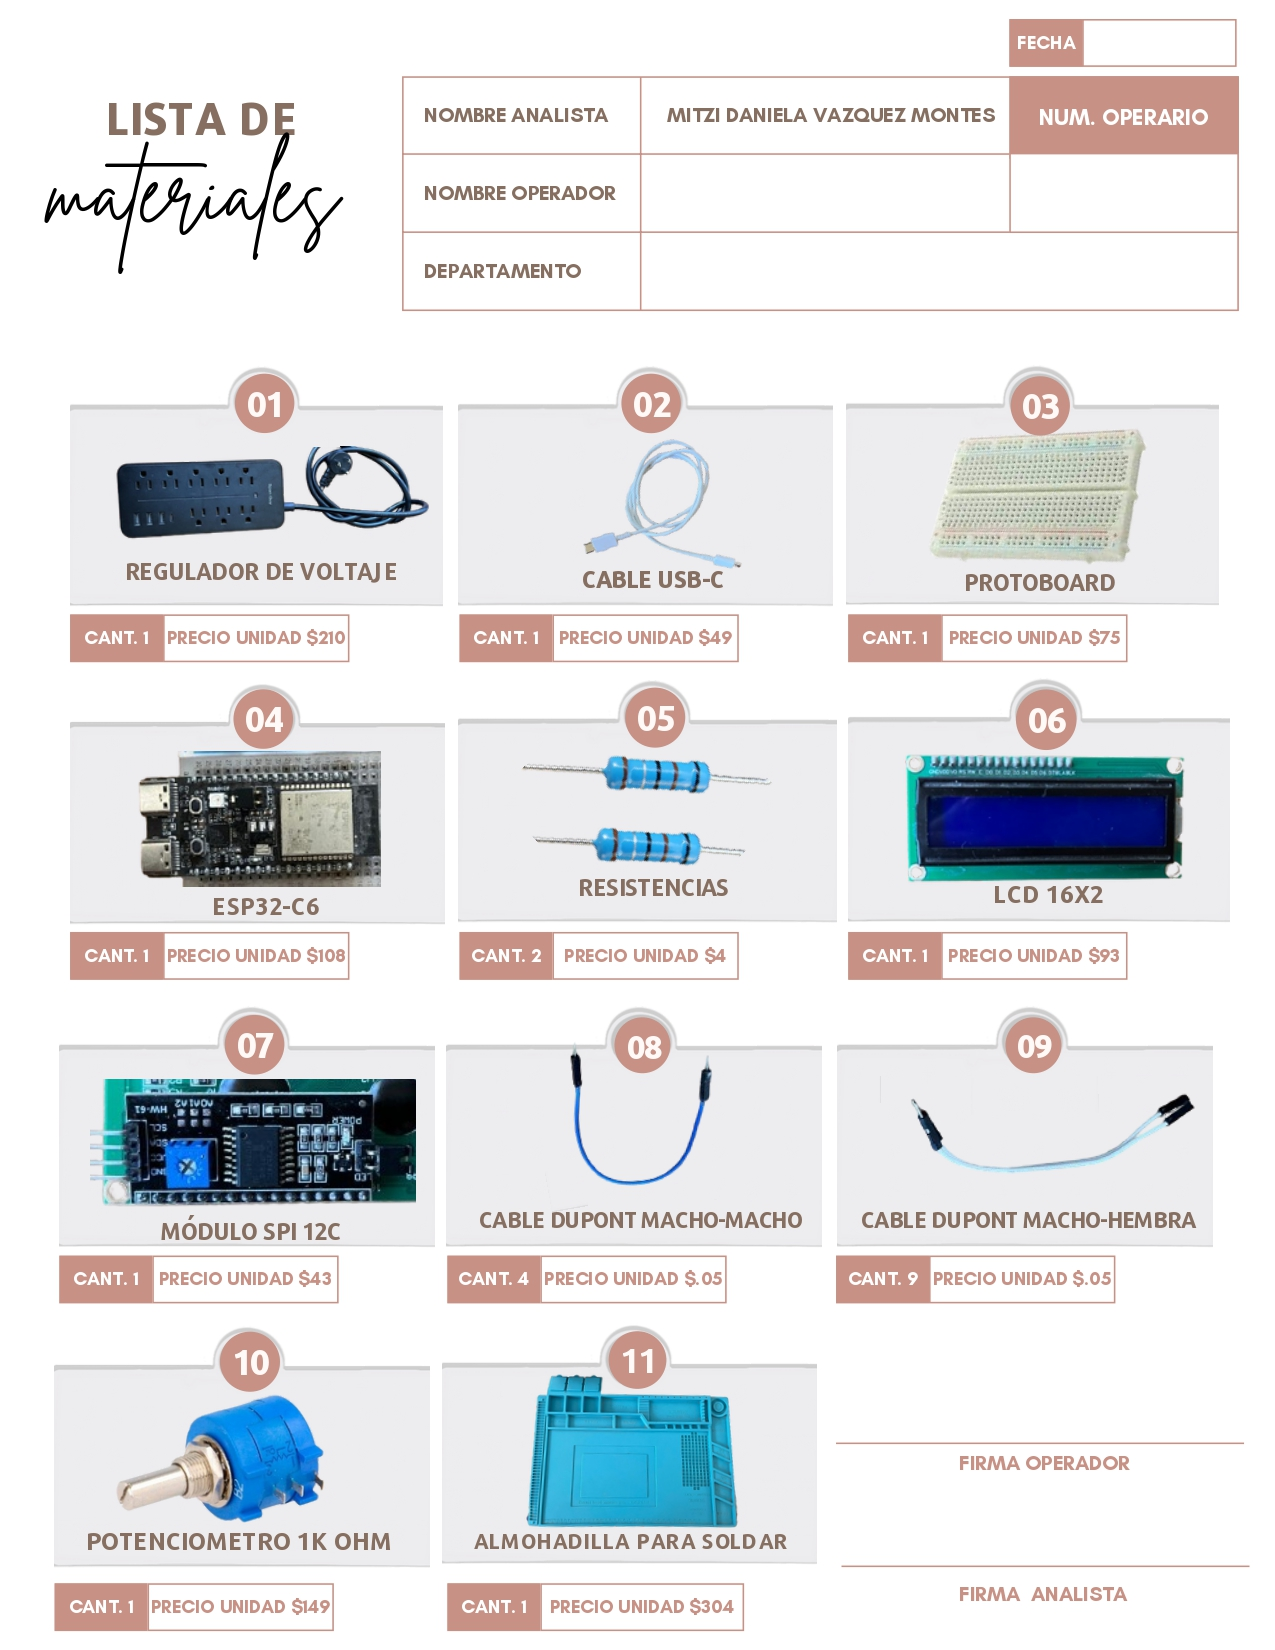 FECHA
LISTA DE
materiales
NOMBRE ANALISTA
MITZI DANIELA VAZQUEZ MONTES
NUM. OPERARIO
NOMBRE OPERADOR
DEPARTAMENTO
01
REGULADOR DE VOLTAJE
CANT. 1
PRECIO UNIDAD $210
02
CABLE USB-C
CANT. 1
PRECIO UNIDAD $49
03
PROTOBOARD
CANT. 1
PRECIO UNIDAD $75
04
ESP32-C6
CANT. 1
PRECIO UNIDAD $108
05
RESISTENCIAS
CANT. 2
PRECIO UNIDAD $4
06
LCD 16X2
CANT. 1
PRECIO UNIDAD $93
07
HW-61
A0A1A2
POWER
SCL
MÓDULO SPI 12C
CANT. 1
PRECIO UNIDAD $43
08
CABLE DUPONT MACHO-MACHO
CANT. 4
PRECIO UNIDAD $.05
09
CABLE DUPONT MACHO-HEMBRA
CANT. 9
PRECIO UNIDAD $.05
10
POTENCIOMETRO 1K OHM
CANT. 1
PRECIO UNIDAD $149
11
ALMOHADILLA PARA SOLDAR
CANT. 1
PRECIO UNIDAD $304
FIRMA OPERADOR
FIRMA ANALISTA